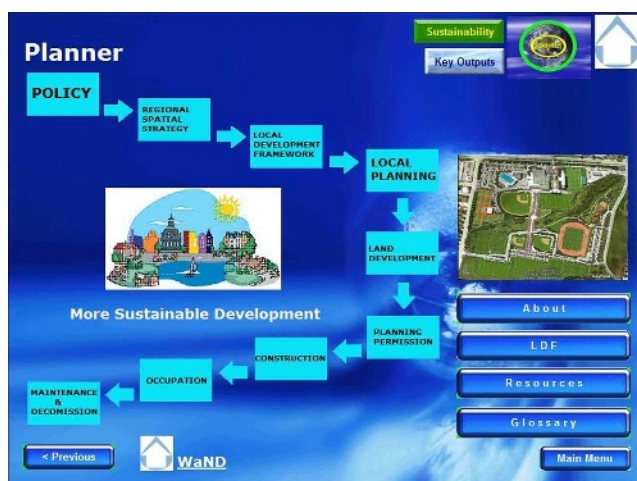 Planner
Sustainability
Key Outputs
POLICY
REGIONAL
SPATIAL
STRATEGY
LOCAL
DEVELOPMENT
FRAMEWORK
LOCAL
PLANNING
LAND
DEVELOPMENT
More Sustainable Development
PLANNING
PERMISSION
CONSTRUCTION
OCCUPATION
MAINTENANCE
&
DECOMISSION
About
LDF
Resources
Glossary
< Previous
WaND
Main Menu